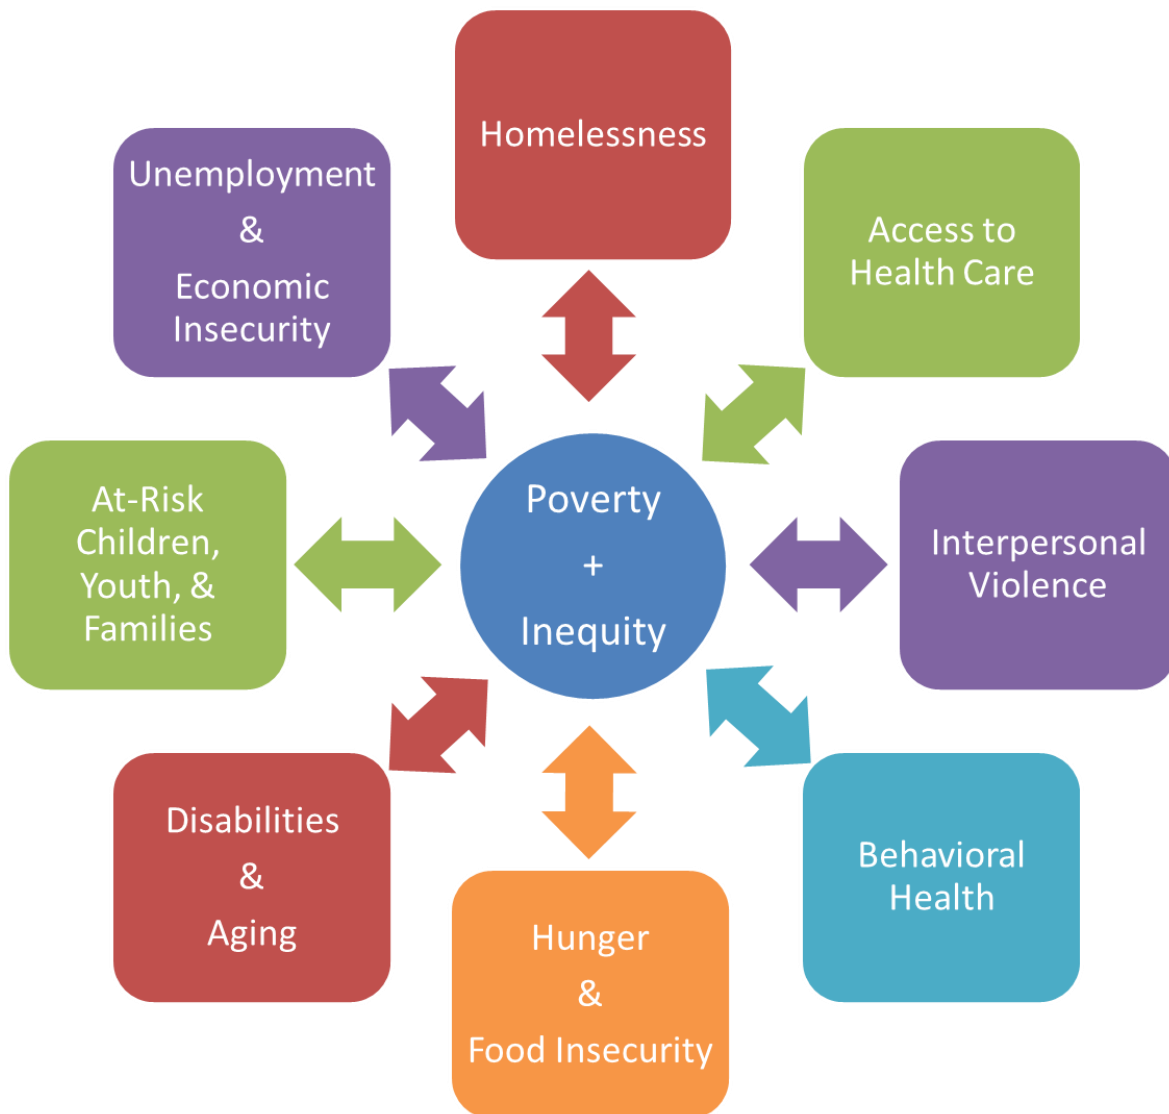 Homelessness
Access to
Health Care
Interpersonal
Violence
Behavioral
Health
Hunger
&
Food Insecurity
Disabilities
&
Aging
At-Risk
Children,
Youth, &
Families
Unemployment
&
Economic
Insecurity
Poverty
+
Inequity